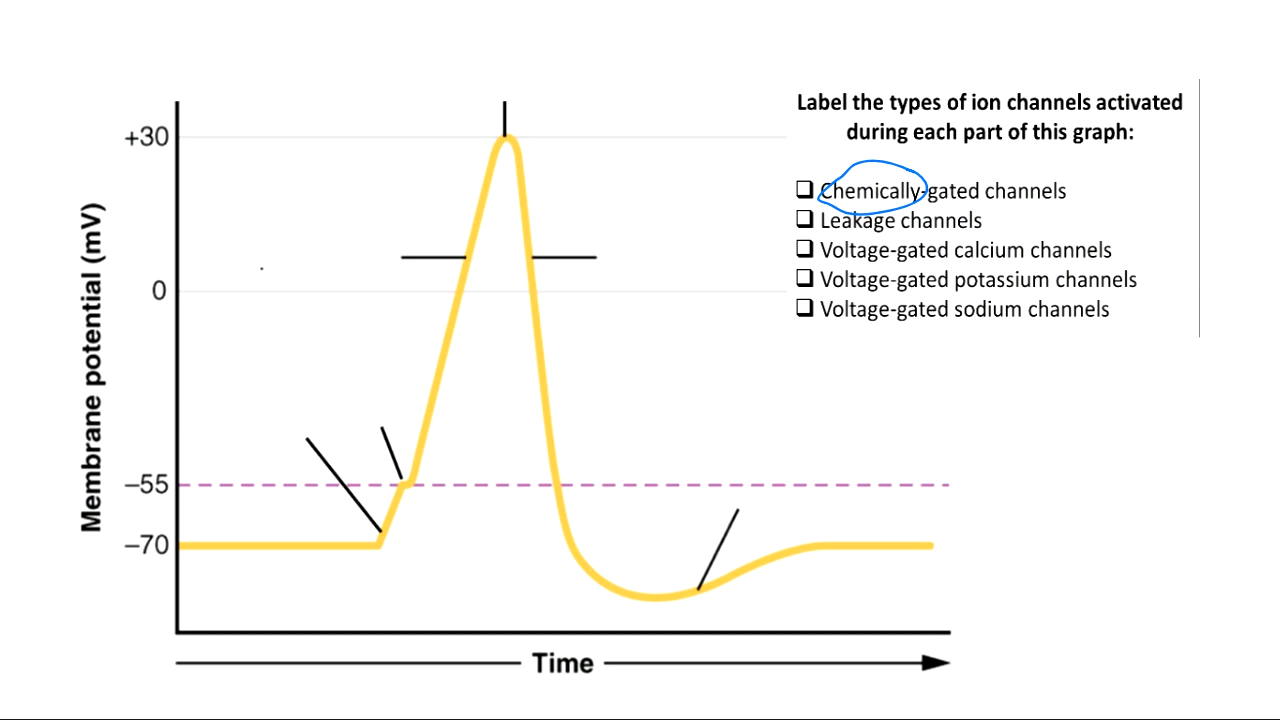 Label the types of ion channels activated
during each part of this graph:
❑ Chemically-gated channels
❑ Leakage channels
❑ Voltage-gated calcium channels
❑ Voltage-gated potassium channels
❑ Voltage-gated sodium channels
Membrane potential (mV)
+30
0
–55
–70
Time